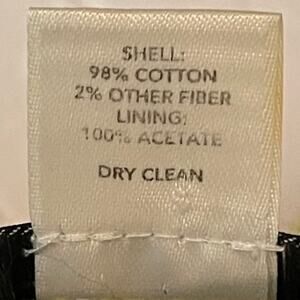 SHELL:
98% COTTON
2% OTHER FIBER
LINING:
100% ACETATE
DRY CLEAN